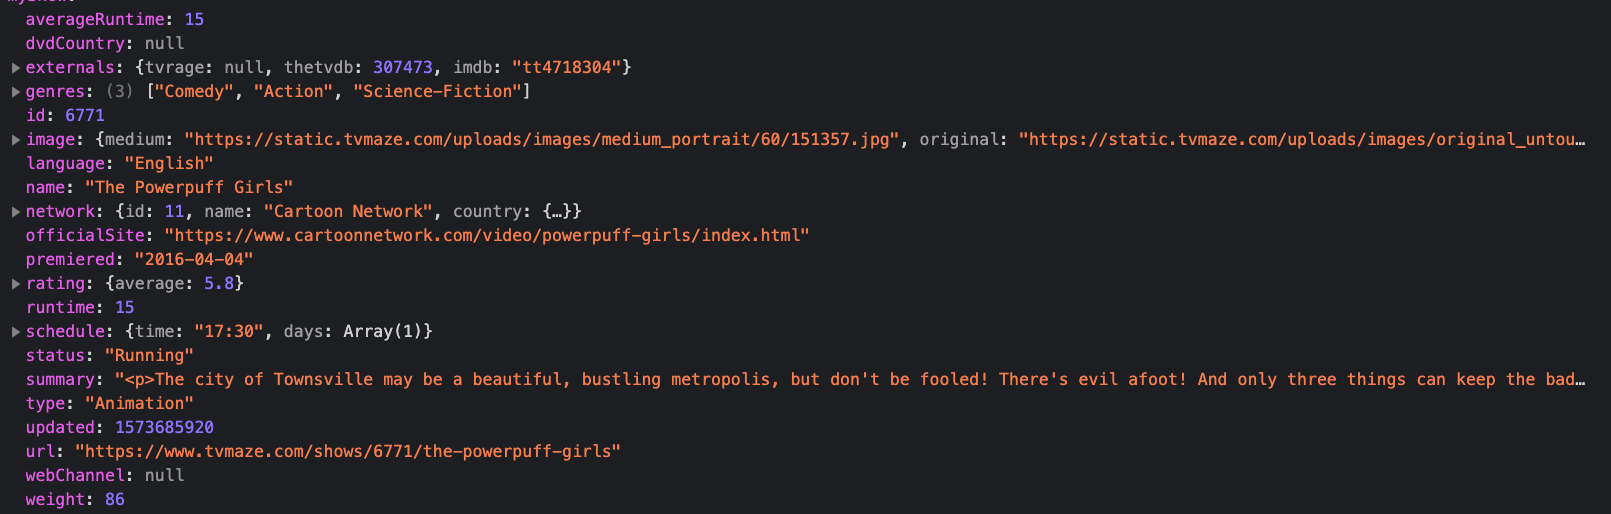 averageRuntime: 15
dvdCountry: null
externals: {tvrage: null, thetvdb: 307473, imdb: "tt4718304"}
genres: (3) ["Comedy", "Action", "Science-Fiction"]
id: 6771
image: {medium: "https://static.tvmaze.com/uploads/images/medium_portrait/60/151357.jpg", original: "https://static.tvmaze.com/uploads/images/original_untou…
language: "English"
name: "The Powerpuff Girls"
network: {id: 11, name: "Cartoon Network", country: {…}}
officialSite: "https://www.cartoonnetwork.com/video/powerpuff-girls/index.html"
premiered: "2016-04-04"
rating: {average: 5.8}
runtime: 15
schedule: {time: "17:30", days: Array(1)}
status: "Running"
summary: "<p>The city of Townsville may be a beautiful, bustling metropolis, but don't be fooled! There's evil afoot! And only three things can keep the bad…
type: "Animation"
updated: 1573685920
url: "https://www.tvmaze.com/shows/6771/the-powerpuff-girls"
webChannel: null
weight: 86